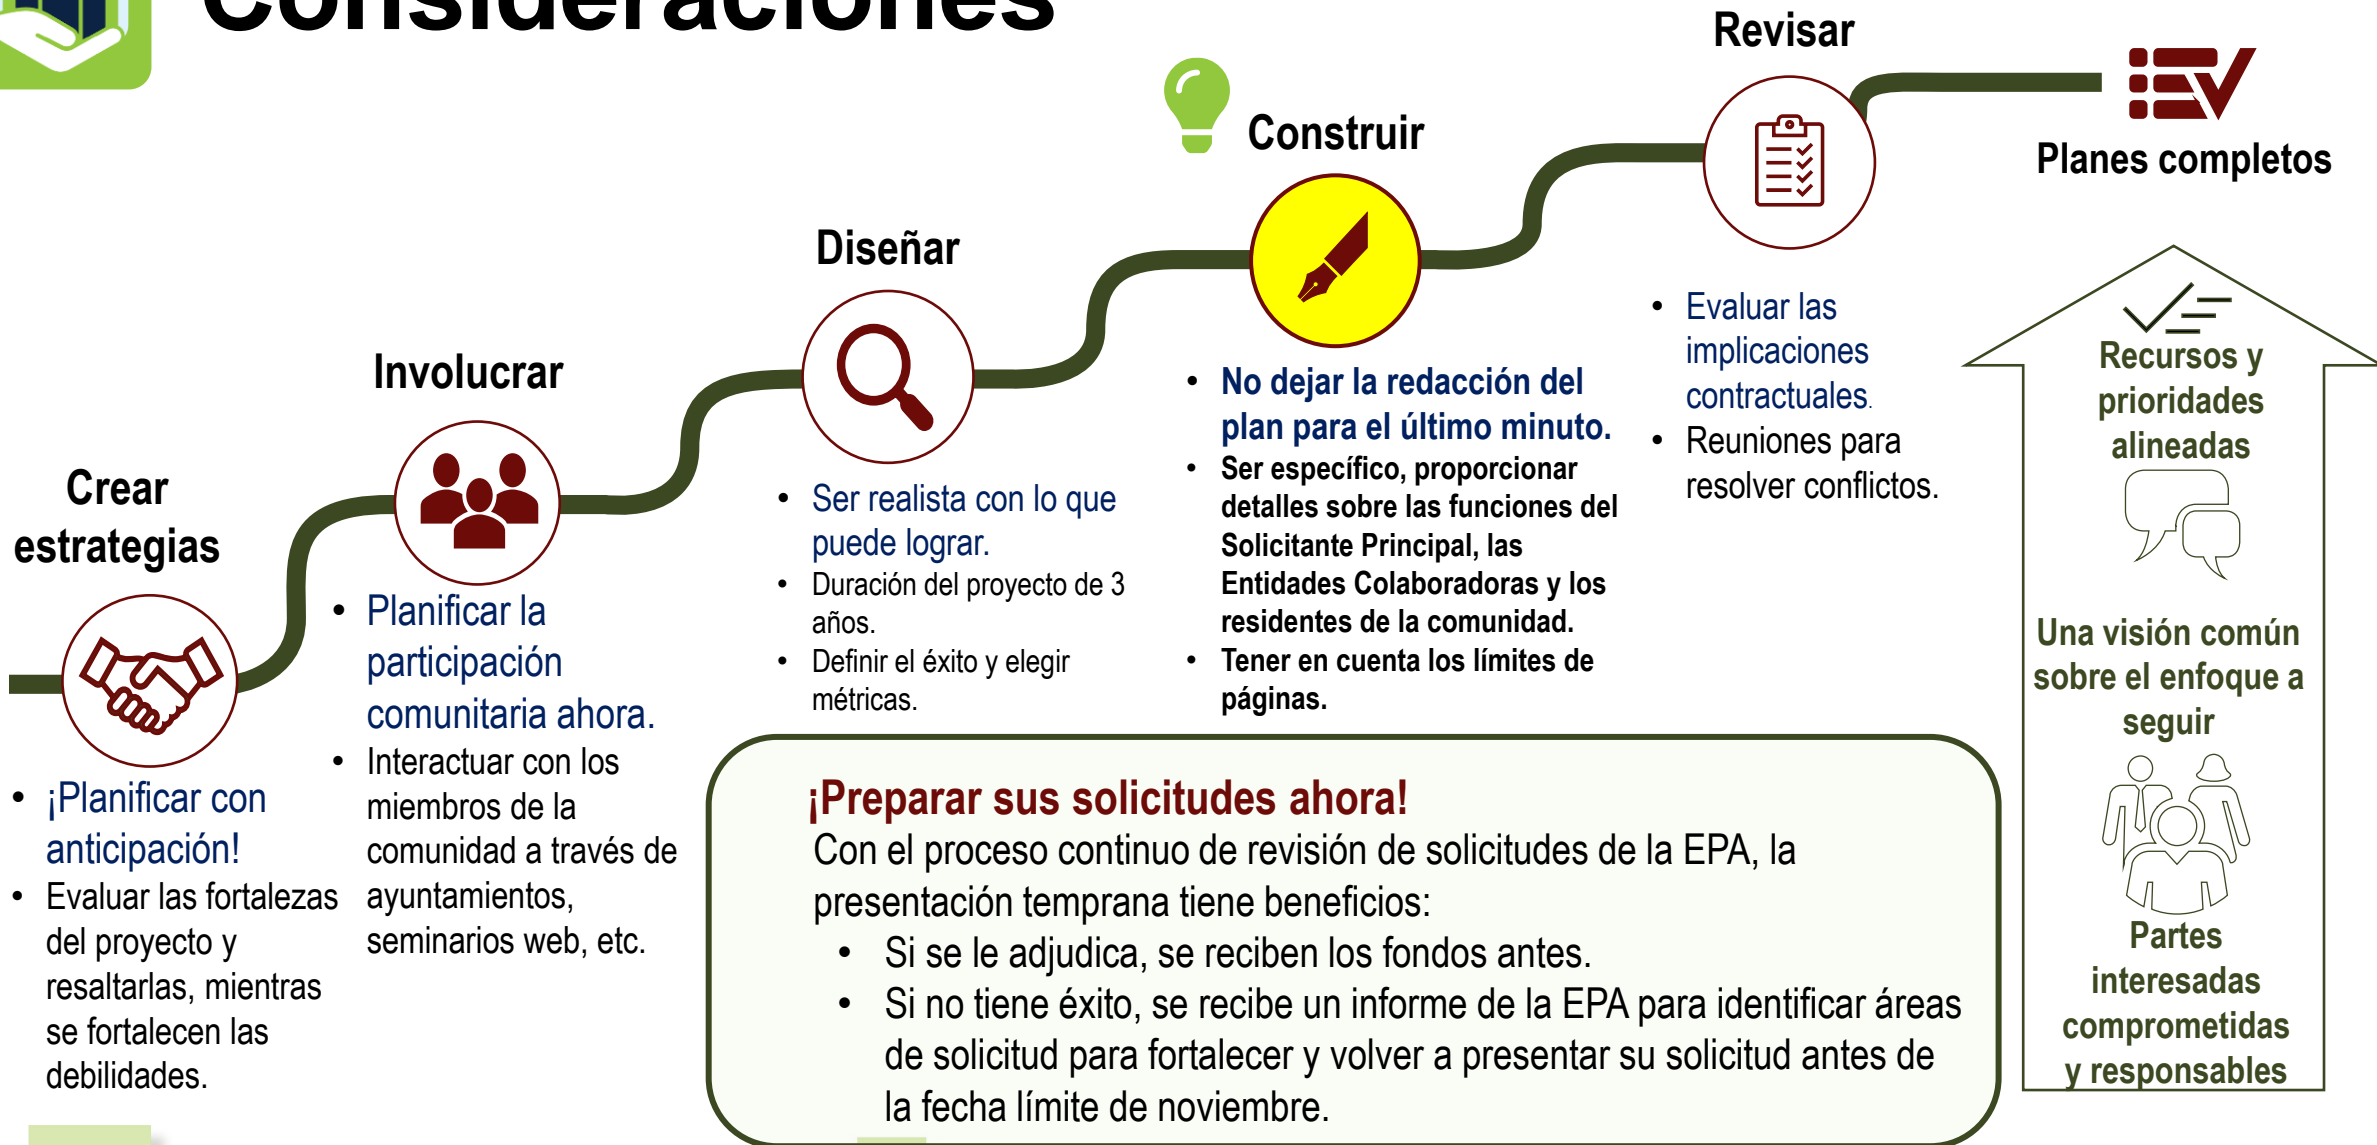 Consideraciones
Crear
estrategias
• ¡Planificar con
anticipación!
• Evaluar las fortalezas
del proyecto y
resaltarlas, mientras
se fortalecen las
debilidades.
Involucrar
• Planificar la
participación
comunitaria ahora.
• Interactuar con los
miembros de la
comunidad a través de
ayuntamientos,
seminarios web, etc.
Diseñar
• Ser realista con lo que
puede lograr.
• Duración del proyecto de 3
años.
• Definir el éxito y elegir
métricas.
Construir
• No dejar la redacción del
plan para el último minuto.
• Ser específico, proporcionar
detalles sobre las funciones del
Solicitante Principal, las
Entidades Colaboradoras y los
residentes de la comunidad.
• Tener en cuenta los límites de
páginas.
Revisar
• Evaluar las
implicaciones
contractuales.
• Reuniones para
resolver conflictos.
Planes completos
Recursos y
prioridades
alineadas
Una visión común
sobre el enfoque a
seguir
Partes
interesadas
comprometidas
y responsables
¡Preparar sus solicitudes ahora!
Con el proceso continuo de revisión de solicitudes de la EPA, la
presentación temprana tiene beneficios:
• Si se le adjudica, se reciben los fondos antes.
• Si no tiene éxito, se recibe un informe de la EPA para identificar áreas
de solicitud para fortalecer y volver a presentar su solicitud antes de
la fecha límite de noviembre.